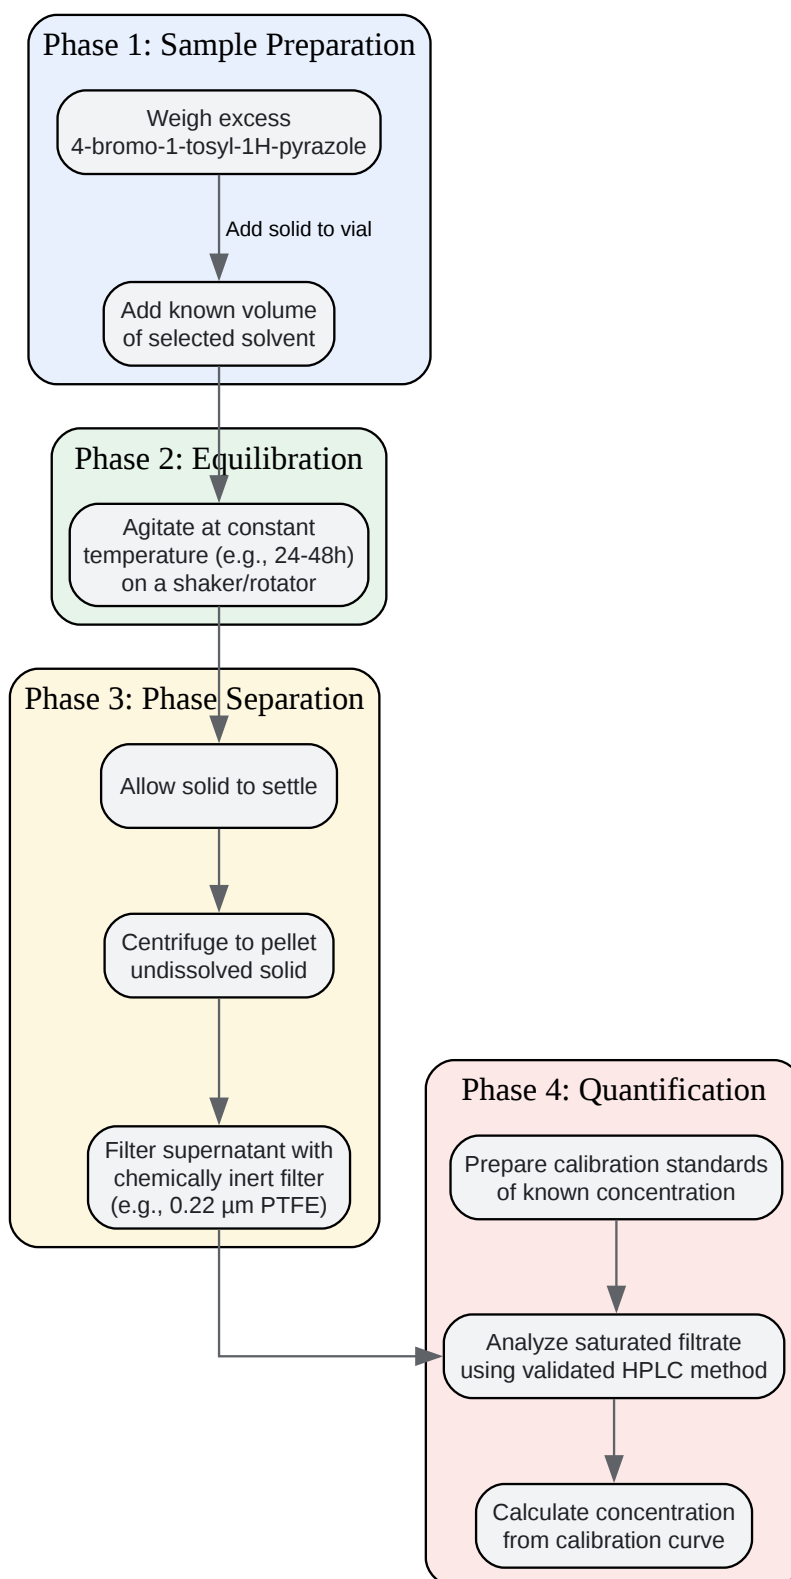 Phase 1: Sample Preparation
Weigh excess
4-bromo-1-tosyl-1H-pyrazole
Add solid to vial
Add known volume
of selected solvent
Phase 2: Equilibration
Agitate at constant
temperature (e.g., 24-48h)
on a shaker/rotator
Phase 3: Phase Separation
Allow solid to settle
Centrifuge to pellet
undissolved solid
Filter supernatant with
chemically inert filter
(e.g., 0.22 µm PTFE)
Phase 4: Quantification
Prepare calibration standards
of known concentration
Analyze saturated filtrate
using validated HPLC method
Calculate concentration
from calibration curve